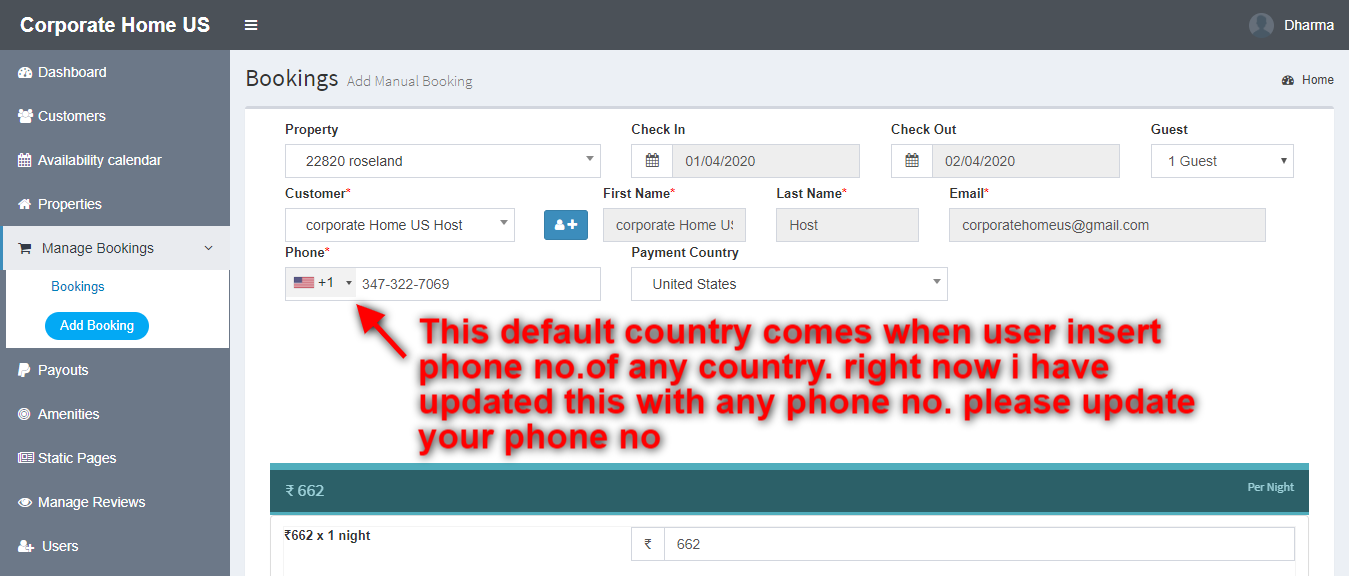 Corporate Home US
Dharma
Dashboard
Customers
Availability calendar
Properties
Manage Bookings
Bookings
Add Booking
Payouts
Amenities
Static Pages
Manage Reviews
Users
Bookings Add Manual Booking
Home
Property Check In Check Out Guest
22820 roseland 01/04/2020 02/04/2020 1 Guest
Customer* First Name* Last Name* Email*
corporate Home US Host corporate Home US Host corporatehomeus@gmail.com
Phone* Payment Country
+1 347-322-7069 United States
This default country comes when user insert
phone no.of any country. right now i have
updated this with any phone no. please update
your phone no
₹ 662 Per Night
₹662 x 1 night ₹ 662